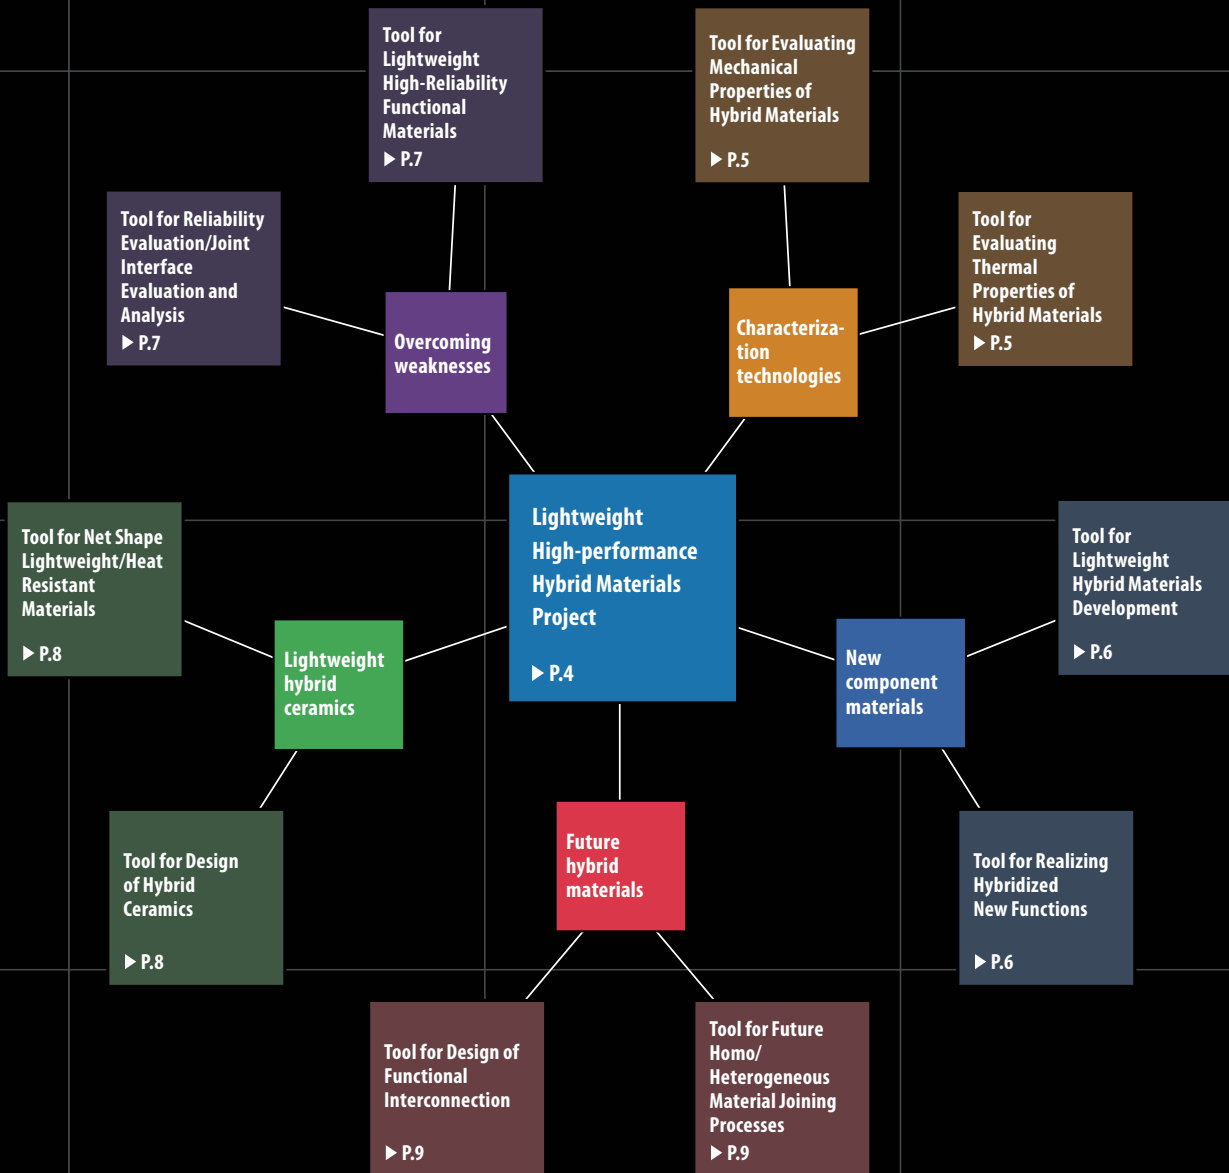 Tool for
Lightweight
High-Reliability
Functional
Materials
▶ P.7
Tool for Evaluating
Mechanical
Properties of
Hybrid Materials
▶ P.5
Tool for Reliability
Evaluation/Joint
Interface
Evaluation and
Analysis
▶ P.7
Tool for
Evaluating
Thermal
Properties of
Hybrid Materials
▶ P.5
Overcoming
weaknesses
Characteriza-
tion
technologies
Lightweight
High-performance
Hybrid Materials
Project
▶ P.4
Tool for Net Shape
Lightweight/Heat
Resistant
Materials
▶ P.8
Tool for
Lightweight
Hybrid Materials
Development
▶ P.6
Lightweight
hybrid
ceramics
New
component
materials
Future
hybrid
materials
Tool for Design
of Hybrid
Ceramics
▶ P.8
Tool for Realizing
Hybridized
New Functions
▶ P.6
Tool for Design of
Functional
Interconnection
▶ P.9
Tool for Future
Homo/
Heterogeneous
Material Joining
Processes
▶ P.9